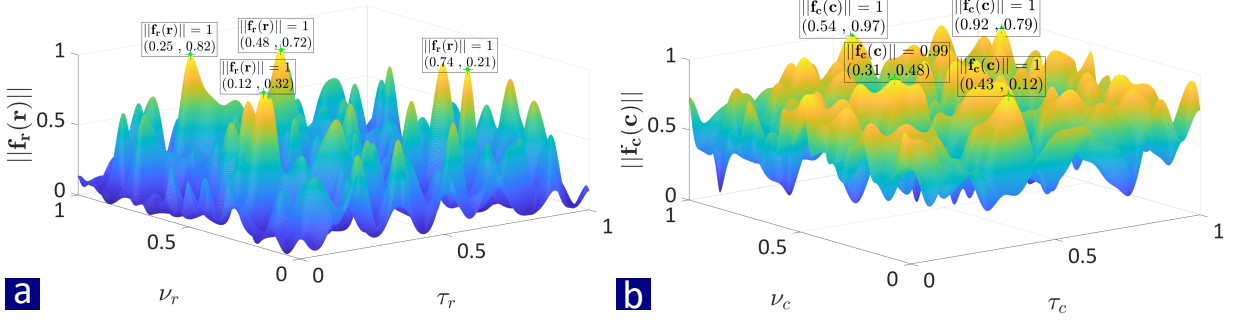 ||f_r(r)|| = 1
(0.25 , 0.82)
||f_r(r)|| = 1
(0.48 , 0.72)
||f_r(r)|| = 1
(0.12 , 0.32)
||f_r(r)|| = 1
(0.74 , 0.21)
||f_r(r)||
1
0.5
0
1
0.5
0
0
0.5
1
ν_r
τ_r
a
||f_c(c)|| = 1
(0.54 , 0.97)
||f_c(c)|| = 1
(0.92 , 0.79)
||f_c(c)|| = 0.99
(0.31 , 0.48)
||f_c(c)|| = 1
(0.43 , 0.12)
||f_c(c)||
1
0.5
0
1
0.5
0
0
0.5
1
ν_c
τ_c
b